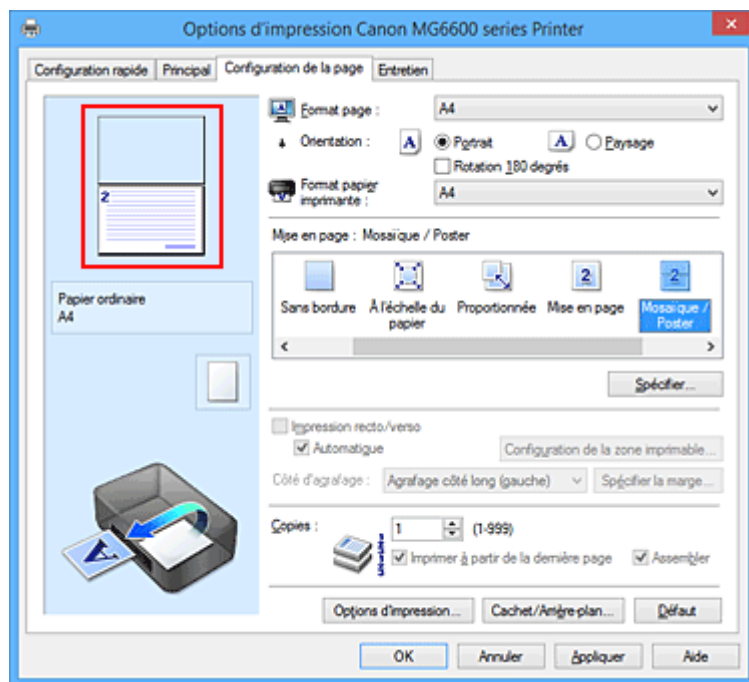 Options d'impression Canon MG6600 series Printer
Configuration rapide Principal Configuration de la page Entretien
Format page : A4
Orientation : A Portrait A Paysage
Rotation 180 degrés
Format papier imprimante : A4
2
Mise en page : Mosaïque / Poster
2 2
Sans bordure À l'échelle du papier Proportionnée Mise en page Mosaïque / Poster
Papier ordinaire
A4
Spécifier...
Impression recto/verso
Automatique Configuration de la zone imprimable...
Côté d'agrafage : Agrafage côté long (gauche) Spécifier la marge...
Copies : 1 (1-999)
Imprimer à partir de la dernière page Assembler
A
Options d'impression... Cachet/Arrière-plan... Défaut
OK Annuler Appliquer Aide